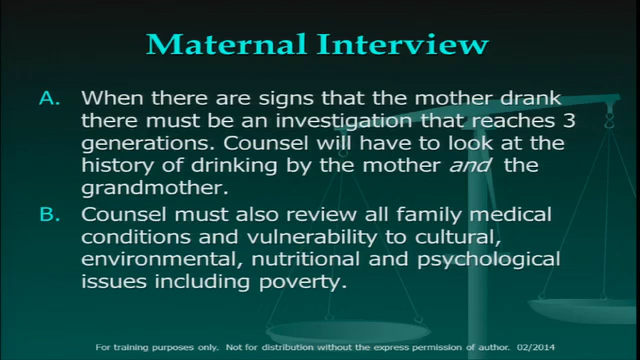 Maternal Interview
A. When there are signs that the mother drank
there must be an investigation that reaches 3
generations. Counsel will have to look at the
history of drinking by the mother and the
grandmother.
B. Counsel must also review all family medical
conditions and vulnerability to cultural,
environmental, nutritional and psychological
issues including poverty.
For training purposes only. Not for distribution without the express permission of author. 02/2014